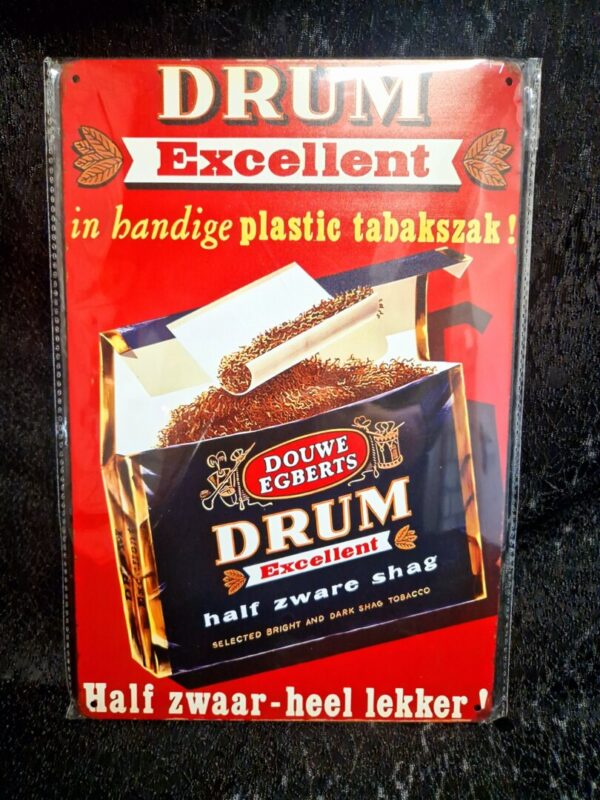 DRUM
Excellent
in handige plastic tabakszak!
DOUWE
EGBERTS
DRUM
Excellent
half zware shag
SELECTED BRIGHT AND DARK SHAG TOBACCO
Half zwaar-heel lekker!